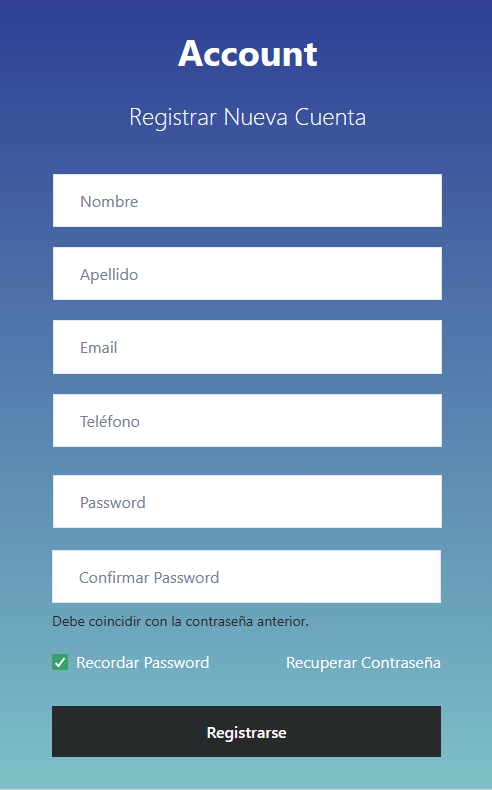 Account
Registrar Nueva Cuenta
Nombre
Apellido
Email
Teléfono
Password
Confirmar Password
Debe coincidir con la contraseña anterior.
Recordar Password Recuperar Contraseña
Registrarse